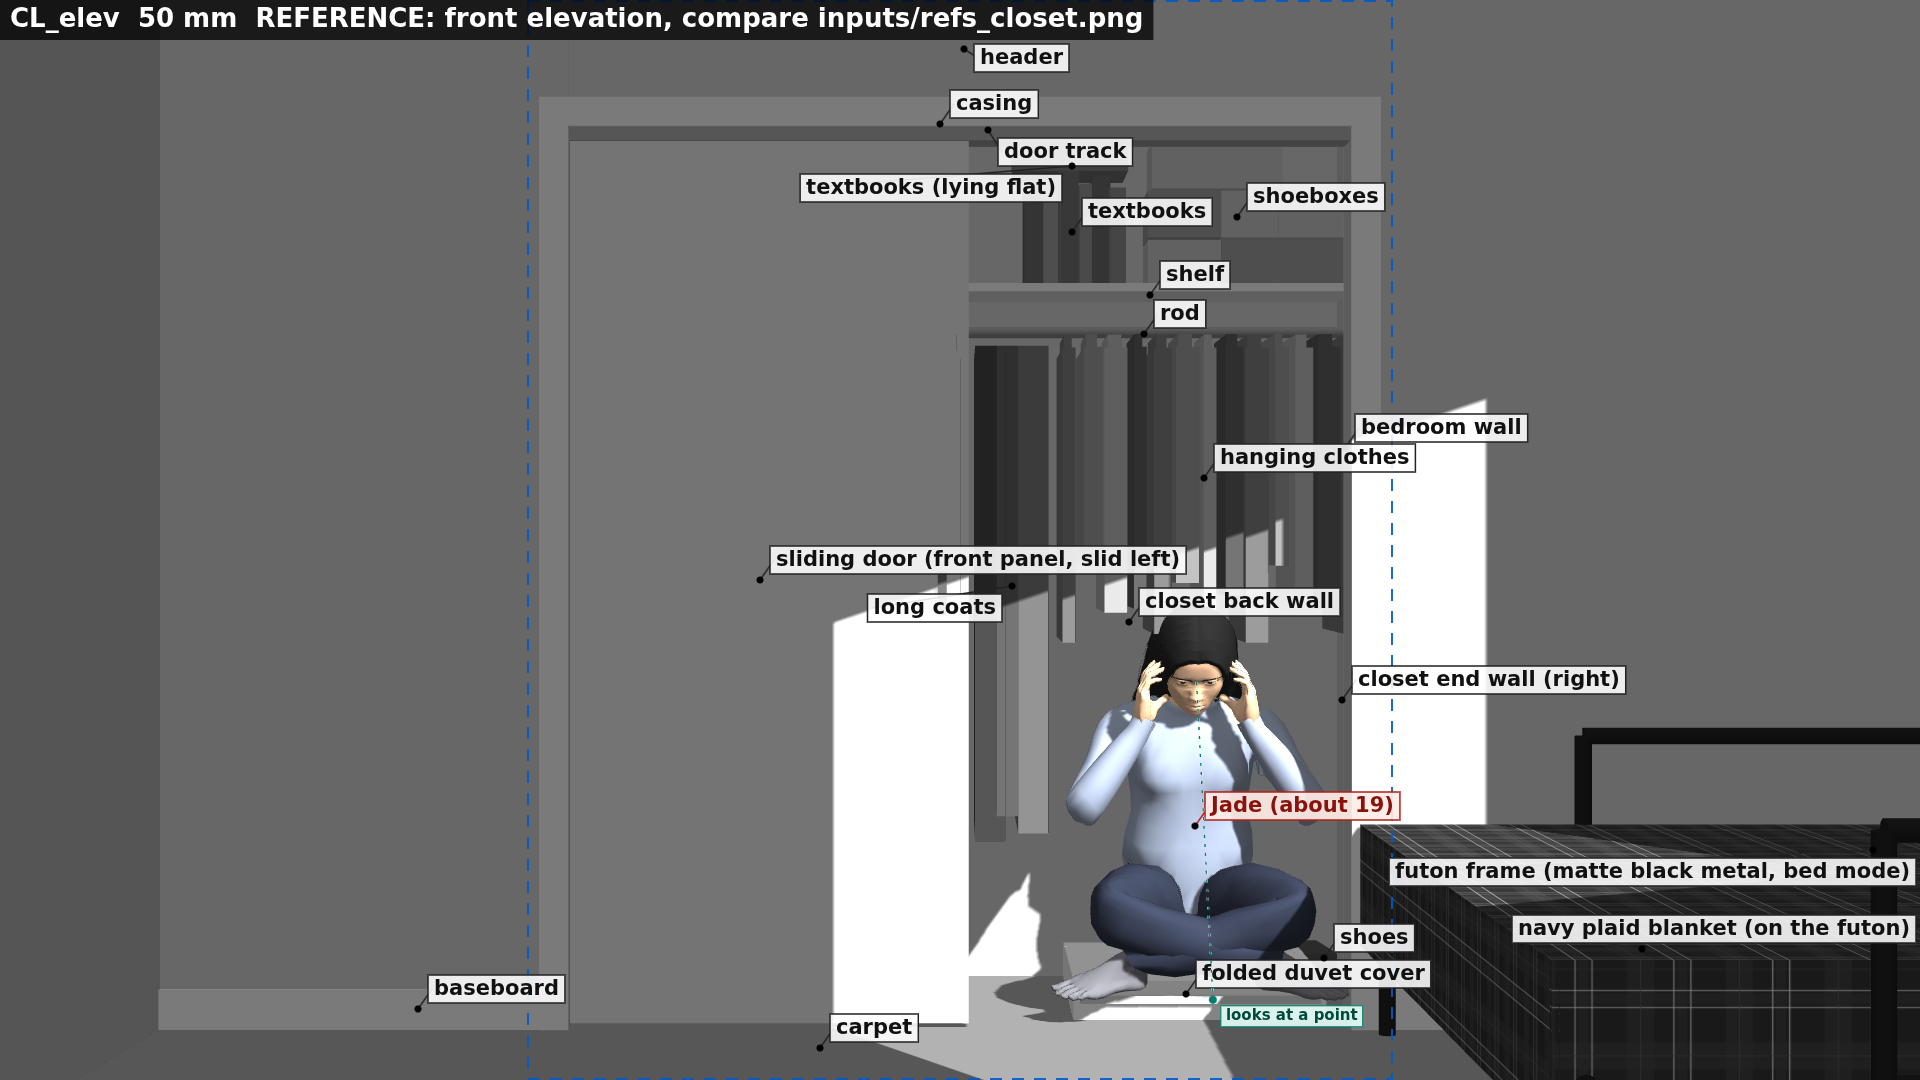 CL_elev 50 mm REFERENCE: front elevation, compare inputs/refs_closet.png
header
casing
door track
textbooks (lying flat)
shoeboxes
textbooks
shelf
rod
bedroom wall
hanging clothes
sliding door (front panel, slid left)
long coats
closet back wall
closet end wall (right)
Jade (about 19)
futon frame (matte black metal, bed mode)
navy plaid blanket (on the futon)
shoes
folded duvet cover
baseboard
looks at a point
carpet